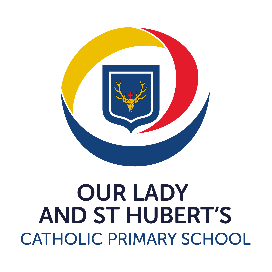 OUR LADY
AND ST HUBERT'S
CATHOLIC PRIMARY SCHOOL